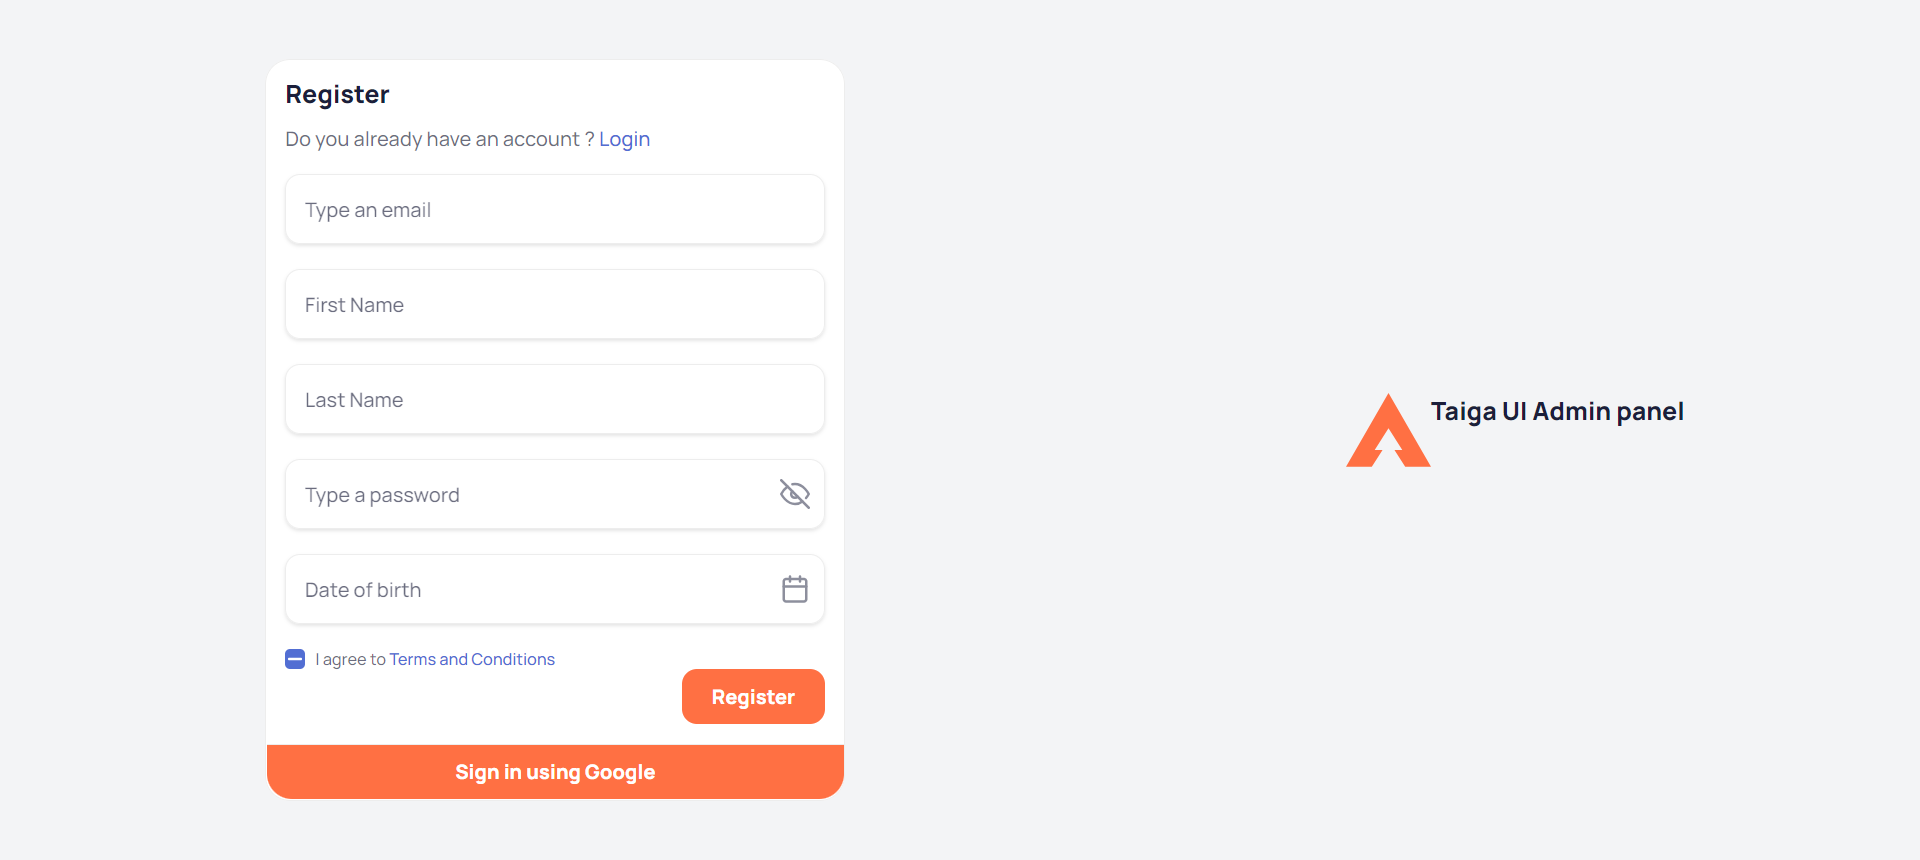 Register
Do you already have an account ? Login
Type an email
First Name
Last Name
Type a password
Date of birth
I agree to Terms and Conditions
Register
Sign in using Google
Taiga UI Admin panel